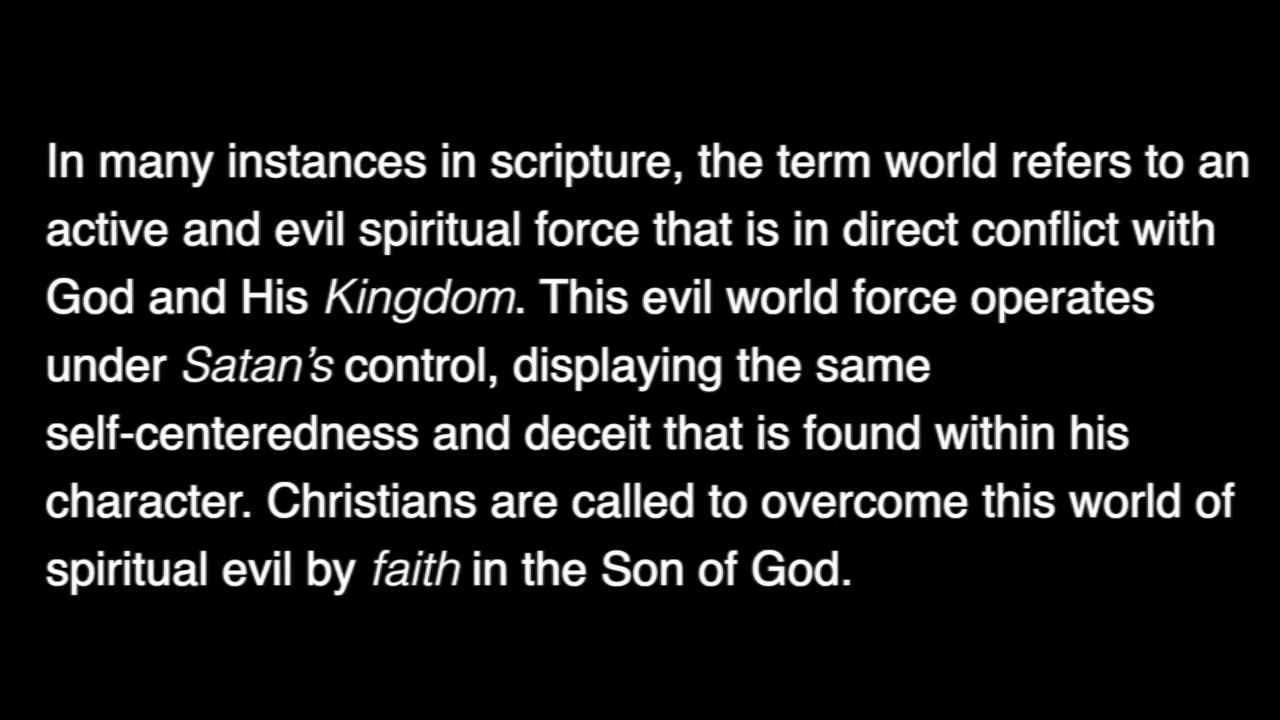 In many instances in scripture, the term world refers to an
active and evil spiritual force that is in direct conflict with
God and His Kingdom. This evil world force operates
under Satan’s control, displaying the same
self-centeredness and deceit that is found within his
character. Christians are called to overcome this world of
spiritual evil by faith in the Son of God.